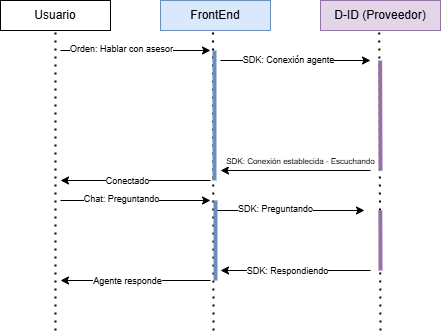 Usuario
FrontEnd
D-ID (Proveedor)
Orden: Hablar con asesor
SDK: Conexión agente
SDK: Conexión establecida - Escuchando
Conectado
Chat: Preguntando
SDK: Preguntando
SDK: Respondiendo
Agente responde